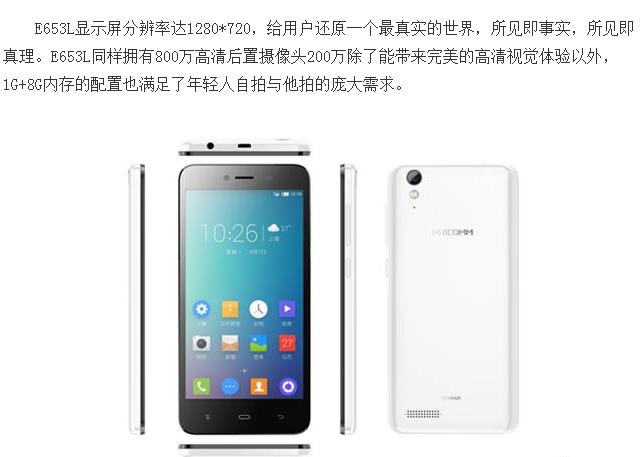 E653L显示屏分辨率达1280*720，给用户还原一个最真实的世界，所见即事实，所见即
真理。E653L同样拥有800万高清后置摄像头200万除了能带来完美的高清视觉体验以外，
1G+8G内存的配置也满足了年轻人自拍与他拍的庞大需求。
10:26
27°
上海
PHICOMM
27